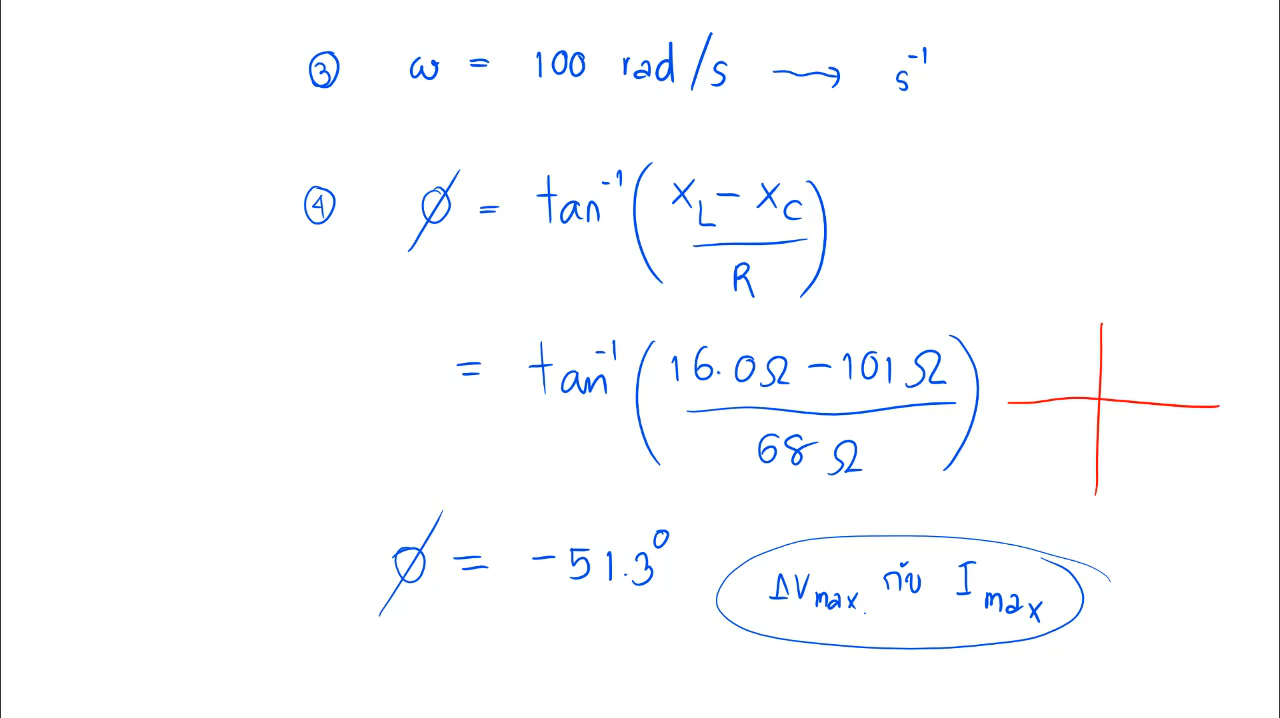 ③ ω = 100 rad/s → s⁻¹
④ ϕ = tan⁻¹ ( X_L − X_C / R )
= tan⁻¹ ( 16.0Ω − 101Ω / 68Ω )
ϕ = −51.3°
ΔV_max. กับ I_max